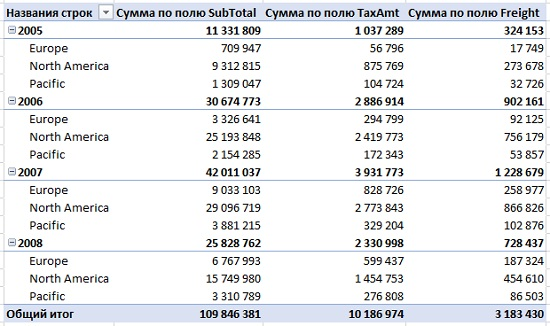 Названия строк Сумма по полю SubTotal Сумма по полю TaxAmt Сумма по полю Freight
2005 11 331 809 1 037 289 324 153
Europe 709 947 56 796 17 749
North America 9 312 815 875 769 273 678
Pacific 1 309 047 104 724 32 726
2006 30 674 773 2 886 914 902 161
Europe 3 326 641 294 799 92 125
North America 25 193 848 2 419 773 756 179
Pacific 2 154 285 172 343 53 857
2007 42 011 037 3 931 773 1 228 679
Europe 9 033 103 828 726 258 977
North America 29 096 719 2 773 843 866 826
Pacific 3 881 215 329 204 102 876
2008 25 828 762 2 330 998 728 437
Europe 6 767 993 599 437 187 324
North America 15 749 980 1 454 753 454 610
Pacific 3 310 789 276 808 86 503
Общий итог 109 846 381 10 186 974 3 183 430